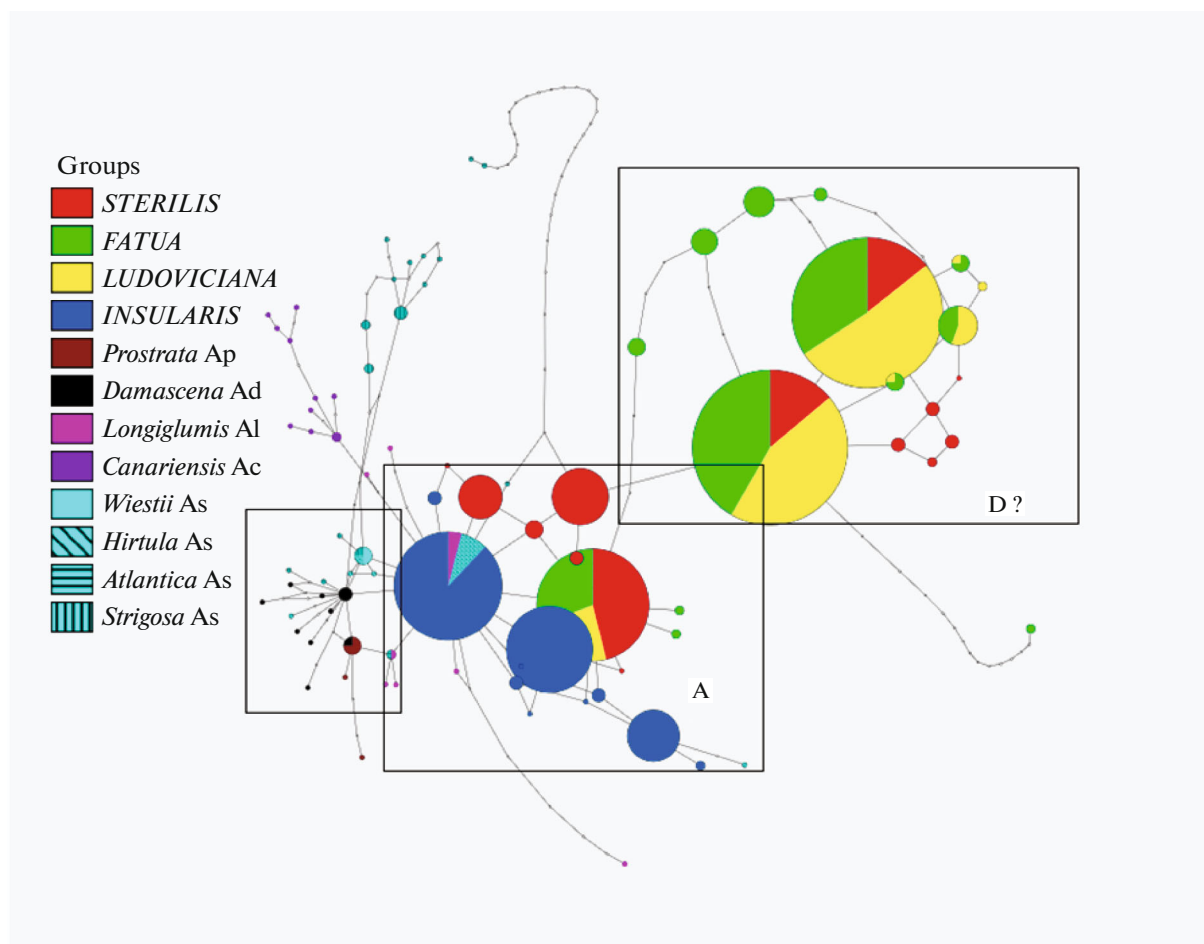 Groups
STERILIS
FATUA
LUDOVICIANA
INSULARIS
Prostrata Ap
Damascena Ad
Longiglumis Al
Canariensis Ac
Wiestii As
Hirtula As
Atlantica As
Strigosa As
D ?
A